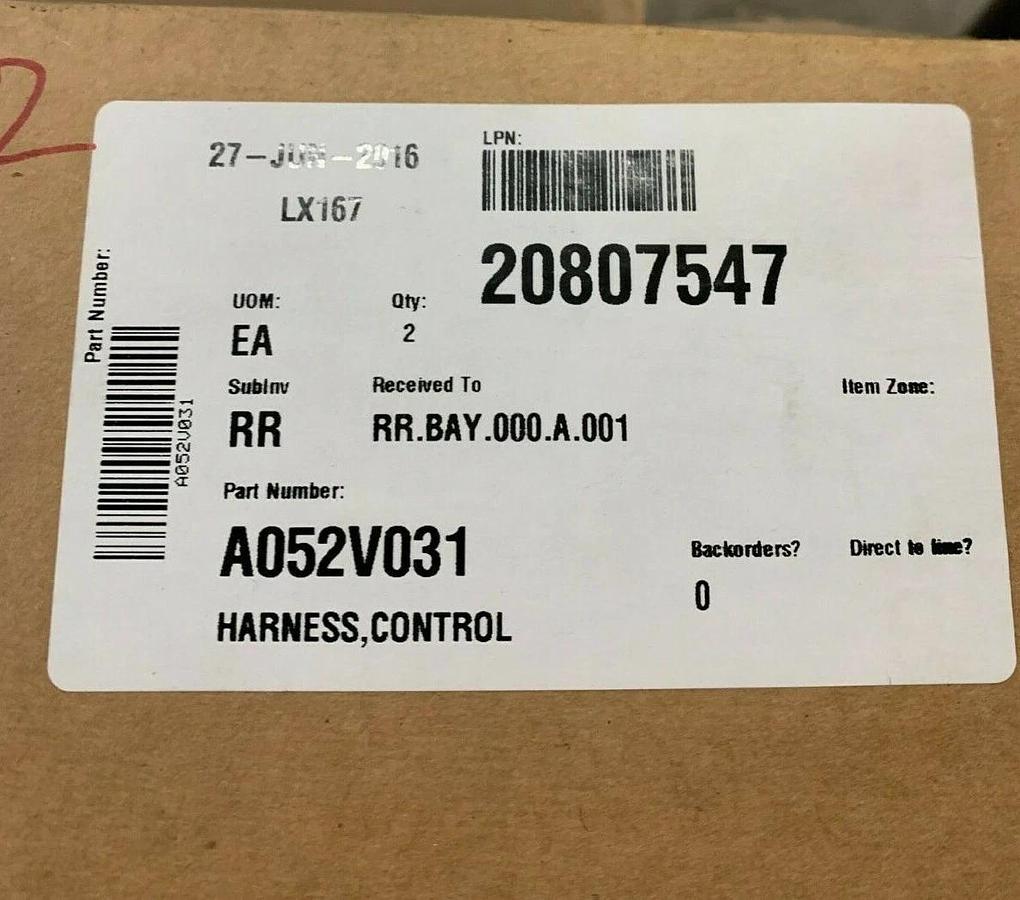 2
27-JUN-2016
LX167
LPN:
20807547
Part Number:
A052V031
UOM:
Qty:
EA
2
SubInv
Received To
Item Zone:
RR
RR.BAY.000.A.001
Part Number:
A052V031
Backorders?
Direct to line?
0
HARNESS,CONTROL